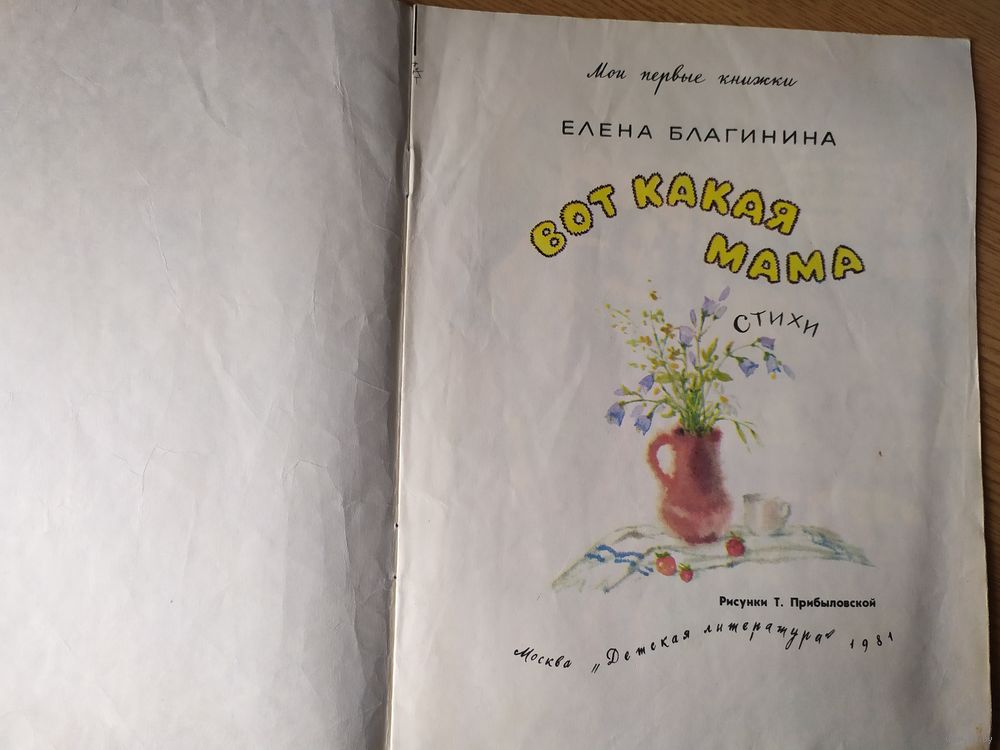 Мои первые книжки
ЕЛЕНА БЛАГИНИНА
ВОТ КАКАЯ
МАМА
СТИХИ
Рисунки Т. Прибыловской
Москва „Детская литература“ 1981